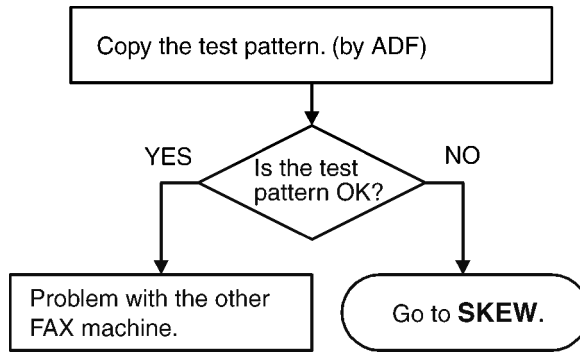 Copy the test pattern. (by ADF)
YES
NO
Is the test
pattern OK?
Problem with the other
FAX machine.
Go to SKEW.